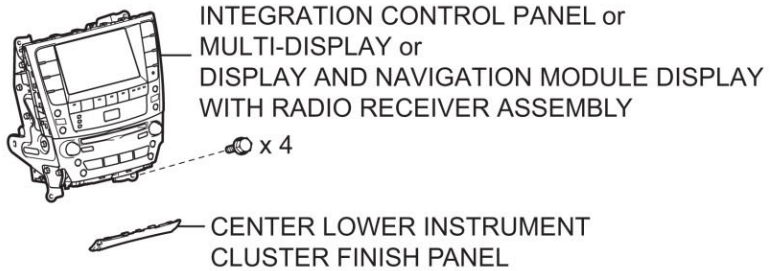 INTEGRATION CONTROL PANEL or
MULTI-DISPLAY or
DISPLAY AND NAVIGATION MODULE DISPLAY
WITH RADIO RECEIVER ASSEMBLY
x 4
CENTER LOWER INSTRUMENT
CLUSTER FINISH PANEL